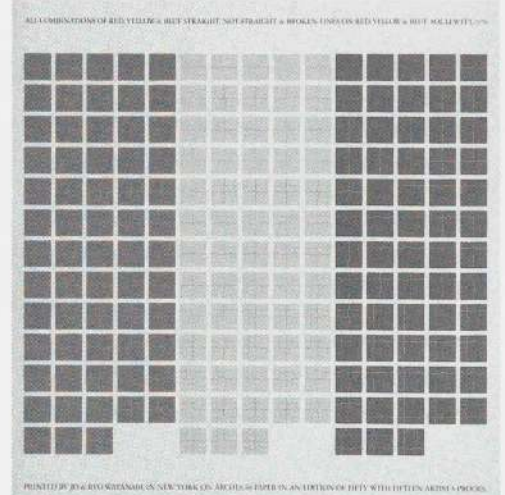 ALL COMBINATIONS OF RED, YELLOW & BLUE STRAIGHT, NOT-STRAIGHT & BROKEN LINES ON RED, YELLOW & BLUE. SOL LEWITT
PRINTED BY JO & RYO WATANABE IN NEW YORK ON ARCHES 88 PAPER IN AN EDITION OF FIFTY WITH FIFTEEN ARTIST'S PROOFS.